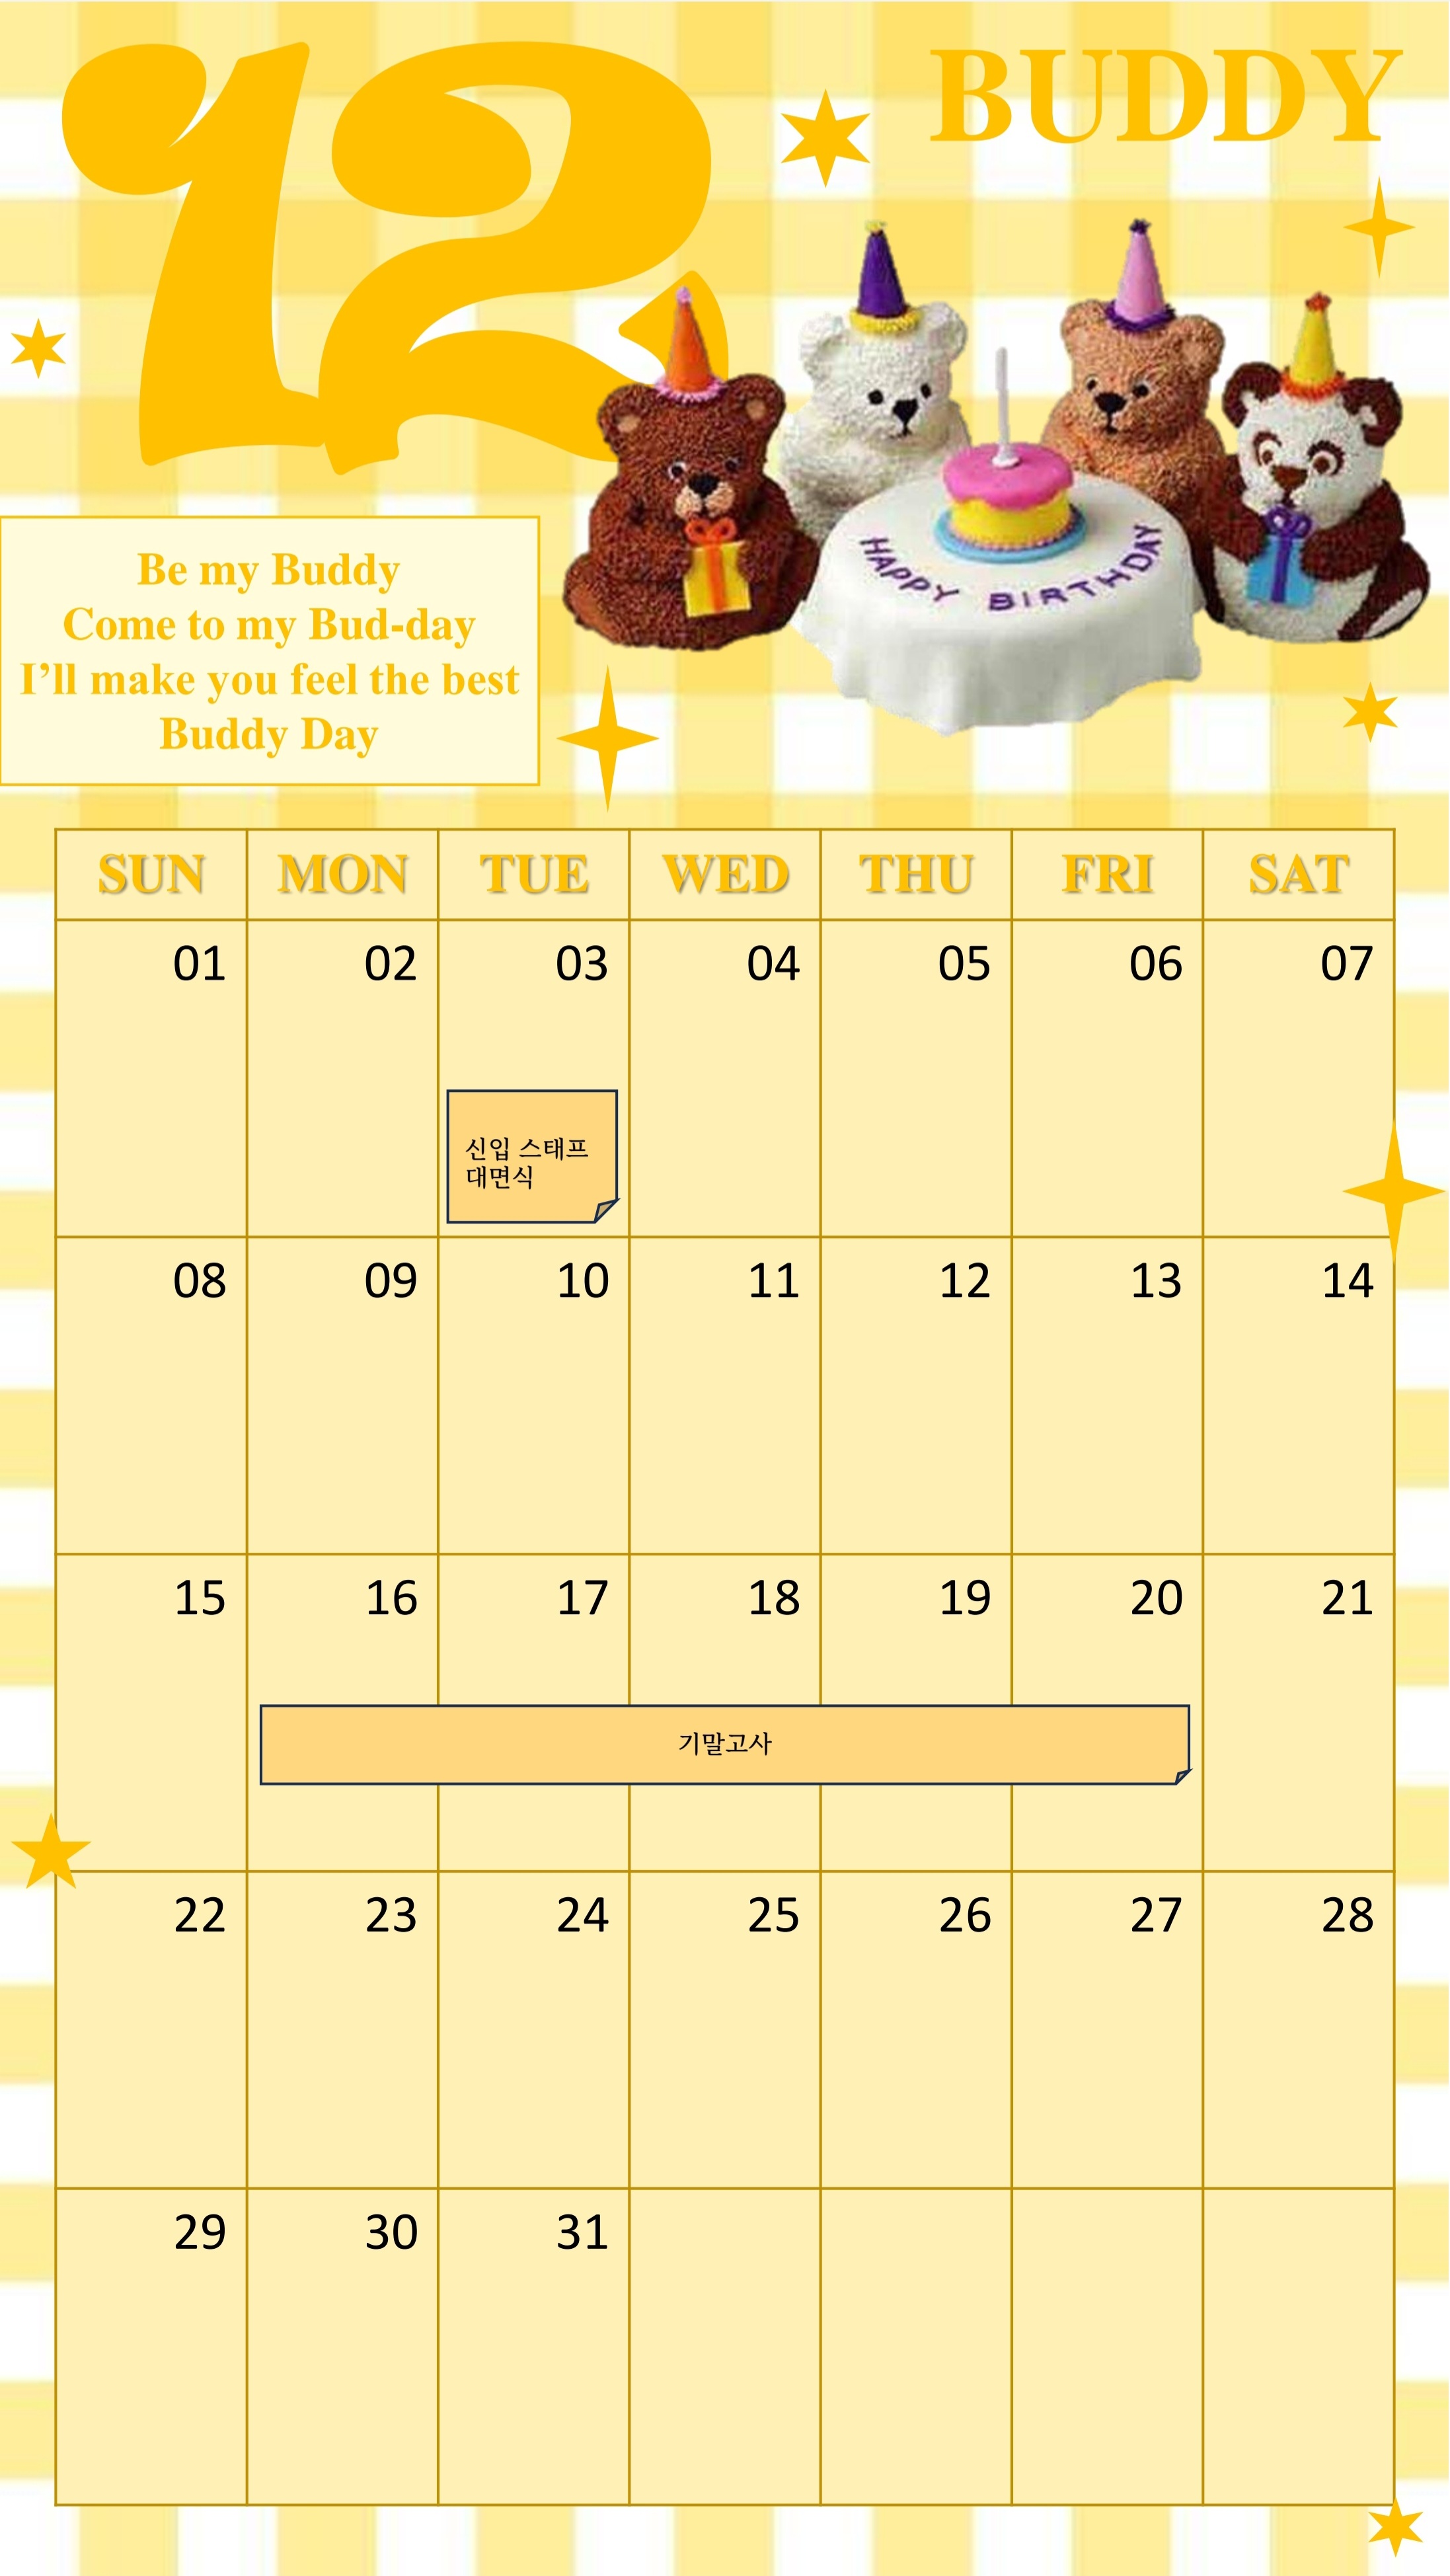 12
BUDDY
HAPPY BIRTHDAY
Be my Buddy
Come to my Bud-day
I’ll make you feel the best
Buddy Day
SUN MON TUE WED THU FRI SAT
01 02 03 04 05 06 07
신입 스태프
대면식
08 09 10 11 12 13 14
15 16 17 18 19 20 21
기말고사
22 23 24 25 26 27 28
29 30 31